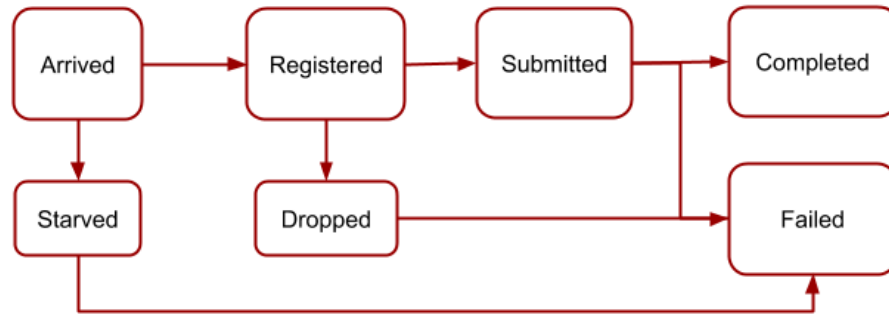 Arrived
Registered
Submitted
Completed
Starved
Dropped
Failed